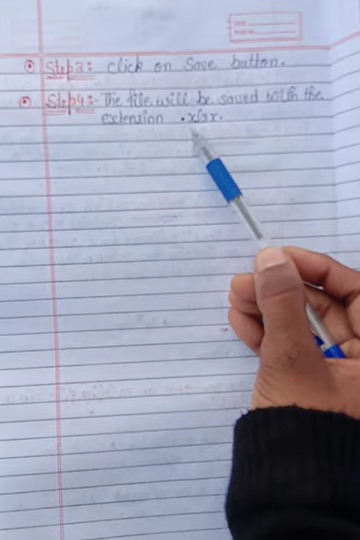 Step3:- click on Save button.
Step4:- The file will be saved with the
extension .xlsx.